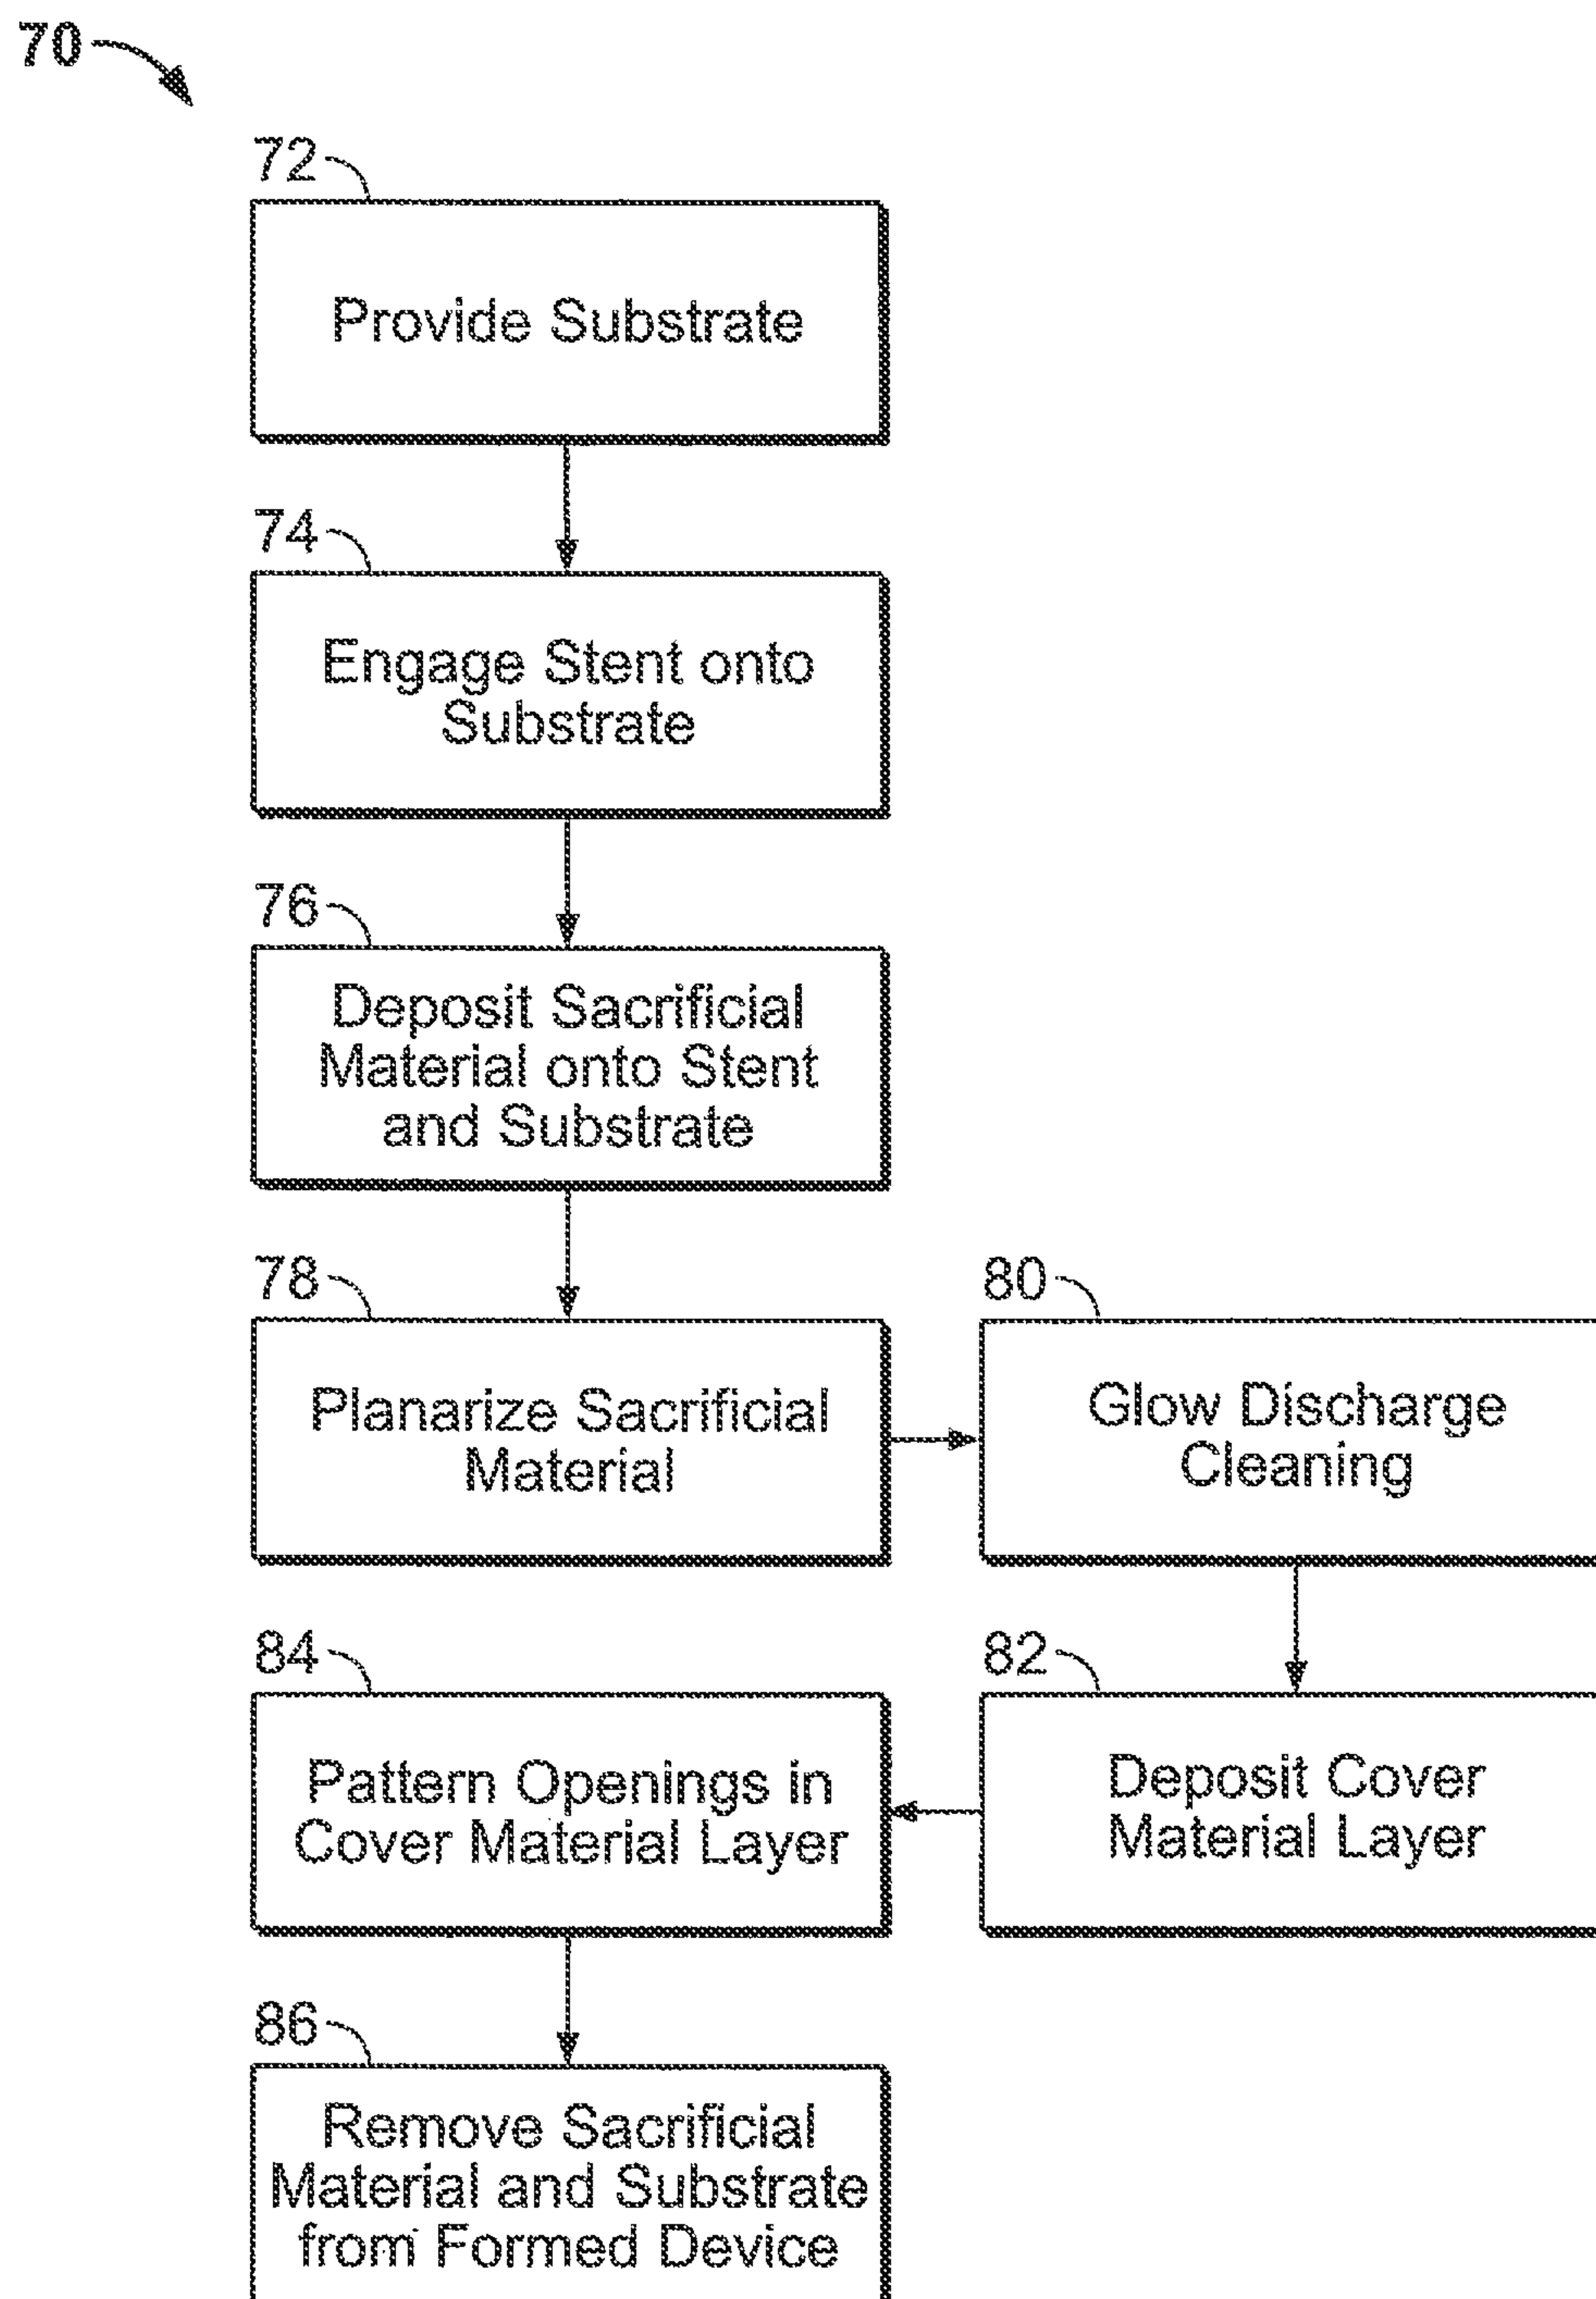 70
72
Provide Substrate
74
Engage Stent onto
Substrate
76
Deposit Sacrificial
Material onto Stent
and Substrate
78
Planarize Sacrificial
Material
80
Glow Discharge
Cleaning
82
Deposit Cover
Material Layer
84
Pattern Openings in
Cover Material Layer
86
Remove Sacrificial
Material and Substrate
from Formed Device